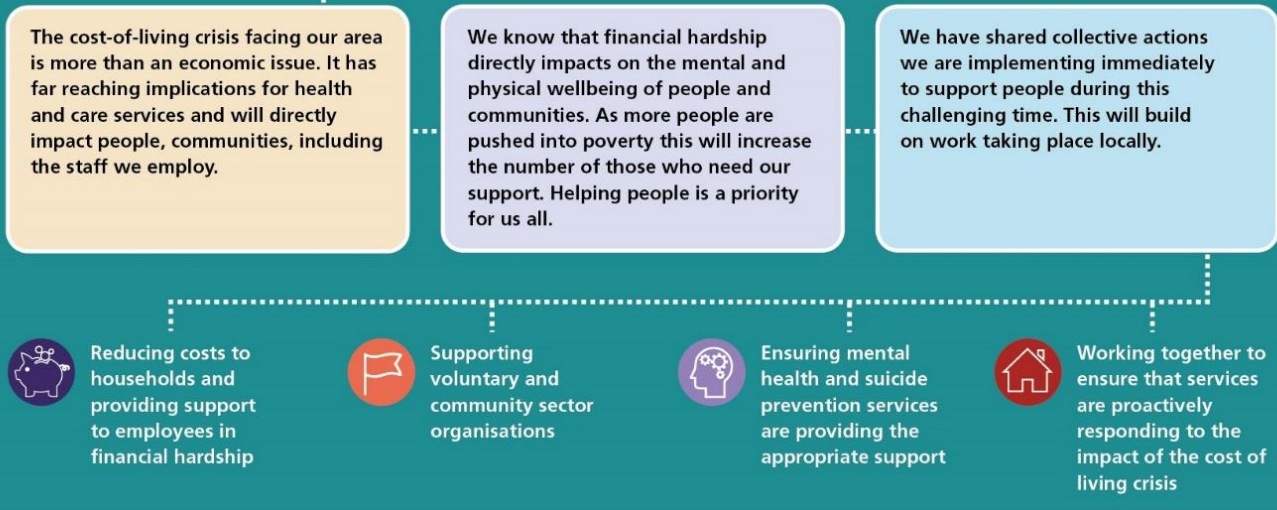 The cost-of-living crisis facing our area
is more than an economic issue. It has
far reaching implications for health
and care services and will directly
impact people, communities, including
the staff we employ.
We know that financial hardship
directly impacts on the mental and
physical wellbeing of people and
communities. As more people are
pushed into poverty this will increase
the number of those who need our
support. Helping people is a priority
for us all.
We have shared collective actions
we are implementing immediately
to support people during this
challenging time. This will build
on work taking place locally.
Reducing costs to
households and
providing support
to employees in
financial hardship
Supporting
voluntary and
community sector
organisations
Ensuring mental
health and suicide
prevention services
are providing the
appropriate support
Working together to
ensure that services
are proactively
responding to the
impact of the cost of
living crisis